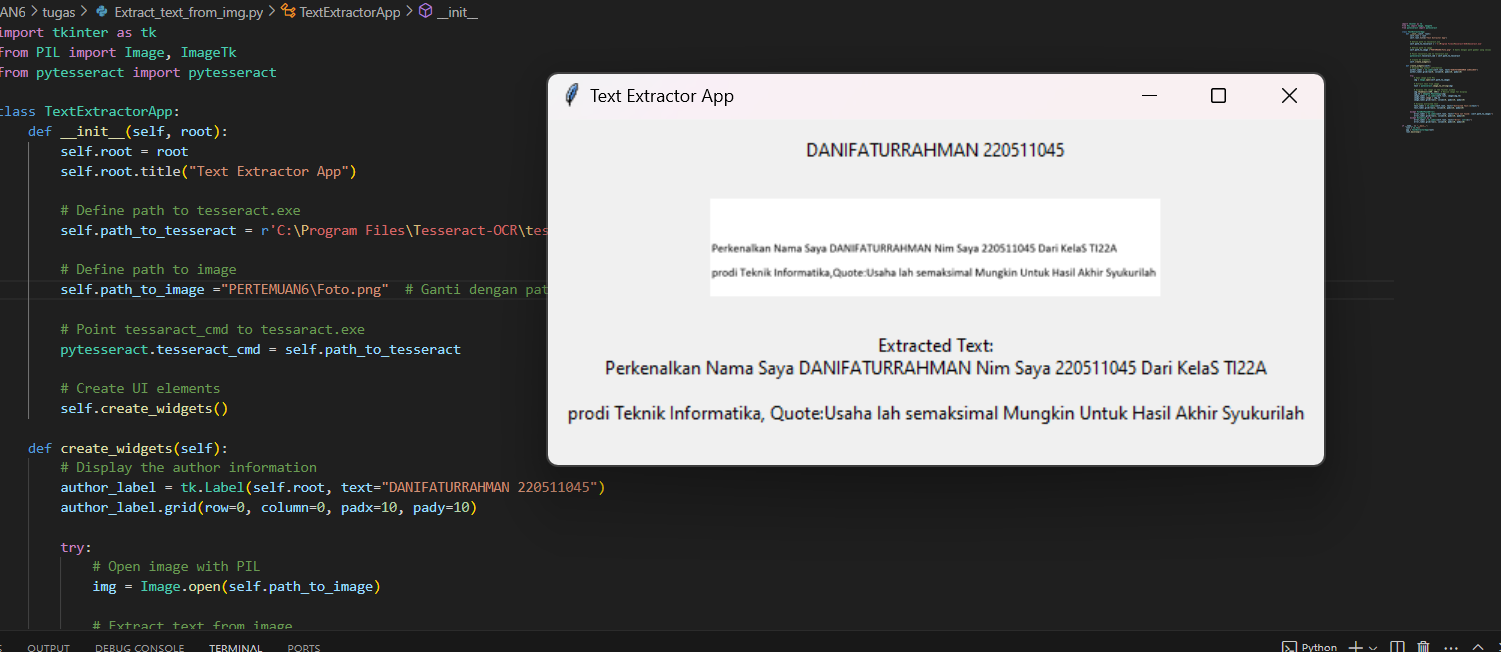 AN6 > tugas > Extract_text_from_img.py > TextExtractorApp > __init__
import tkinter as tk
from PIL import Image, ImageTk
from pytesseract import pytesseract
class TextExtractorApp:
def __init__(self, root):
self.root = root
self.root.title("Text Extractor App")
# Define path to tesseract.exe
self.path_to_tesseract = r'C:\Program Files\Tesseract-OCR\tes
# Define path to image
self.path_to_image ="PERTEMUAN6\Foto.png"  # Ganti dengan pat
# Point tessaract_cmd to tessaract.exe
pytesseract.tesseract_cmd = self.path_to_tesseract
# Create UI elements
self.create_widgets()
def create_widgets(self):
# Display the author information
author_label = tk.Label(self.root, text="DANIFATURRAHMAN 220511045")
author_label.grid(row=0, column=0, padx=10, pady=10)
try:
# Open image with PIL
img = Image.open(self.path_to_image)
# Extract text from image
Text Extractor App
DANIFATURRAHMAN 220511045
Perkenalkan Nama Saya DANIFATURRAHMAN Nim Saya 220511045 Dari KelaS TI22A
prodi Teknik Informatika,Quote:Usaha lah semaksimal Mungkin Untuk Hasil Akhir Syukurilah
Extracted Text:
Perkenalkan Nama Saya DANIFATURRAHMAN Nim Saya 220511045 Dari KelaS TI22A
prodi Teknik Informatika, Quote:Usaha lah semaksimal Mungkin Untuk Hasil Akhir Syukurilah
OUTPUT DEBUG CONSOLE TERMINAL PORTS
Python